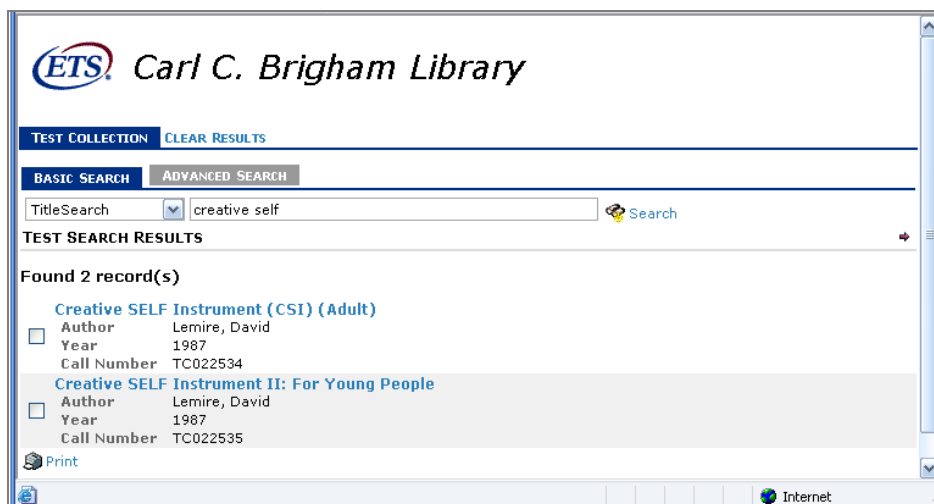 ETS Carl C. Brigham Library
TEST COLLECTION CLEAR RESULTS
BASIC SEARCH ADVANCED SEARCH
TitleSearch creative self Search
TEST SEARCH RESULTS
Found 2 record(s)
Creative SELF Instrument (CSI) (Adult)
Author Lemire, David
Year 1987
Call Number TC022534
Creative SELF Instrument II: For Young People
Author Lemire, David
Year 1987
Call Number TC022535
Print
Internet